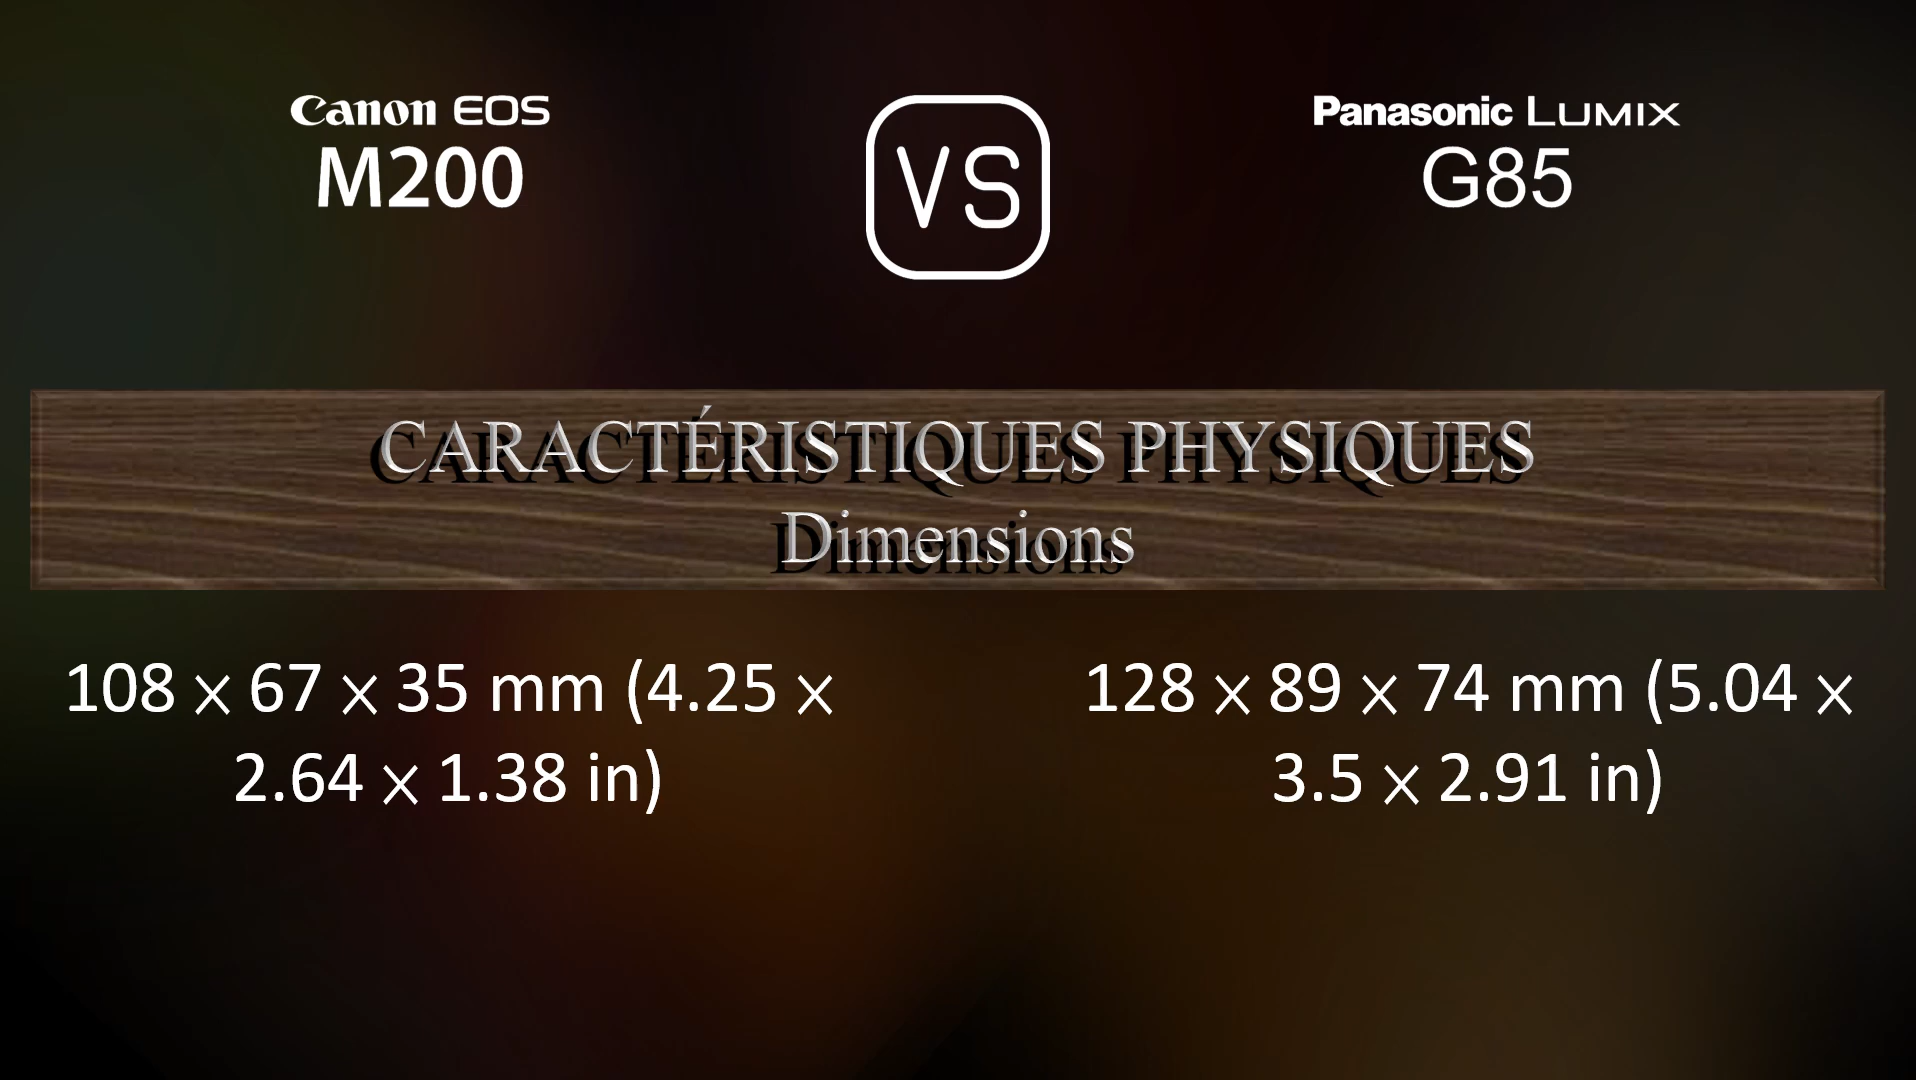 Canon EOS
M200
VS
Panasonic LUMIX
G85
CARACTÉRISTIQUES PHYSIQUES
Dimensions
108 x 67 x 35 mm (4.25 x
2.64 x 1.38 in)
128 x 89 x 74 mm (5.04 x
3.5 x 2.91 in)